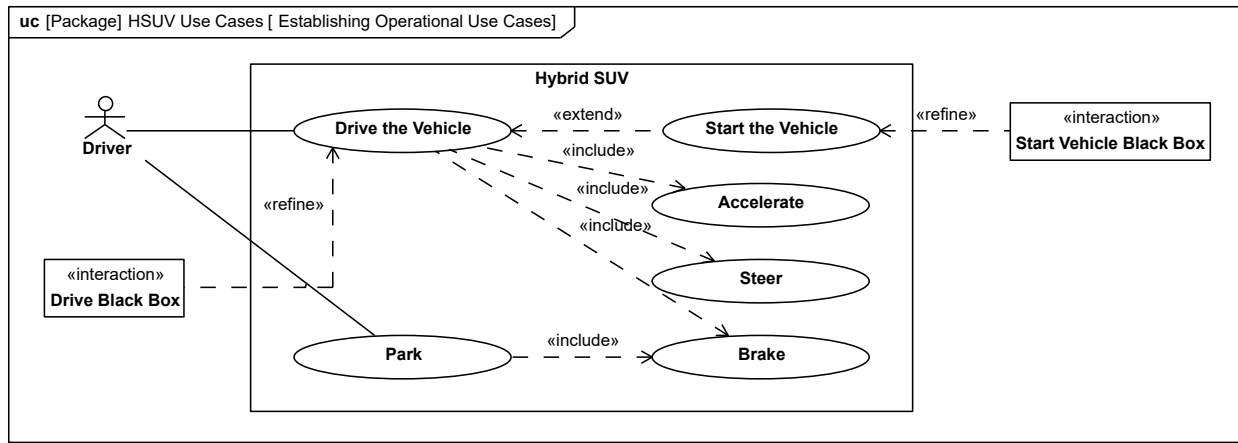 uc [Package] HSUV Use Cases [ Establishing Operational Use Cases]
Hybrid SUV
Driver
Drive the Vehicle
«extend»
Start the Vehicle
«refine»
«interaction»
Start Vehicle Black Box
«include»
Accelerate
«include»
«refine»
«include»
«interaction»
Drive Black Box
Steer
Park
«include»
Brake